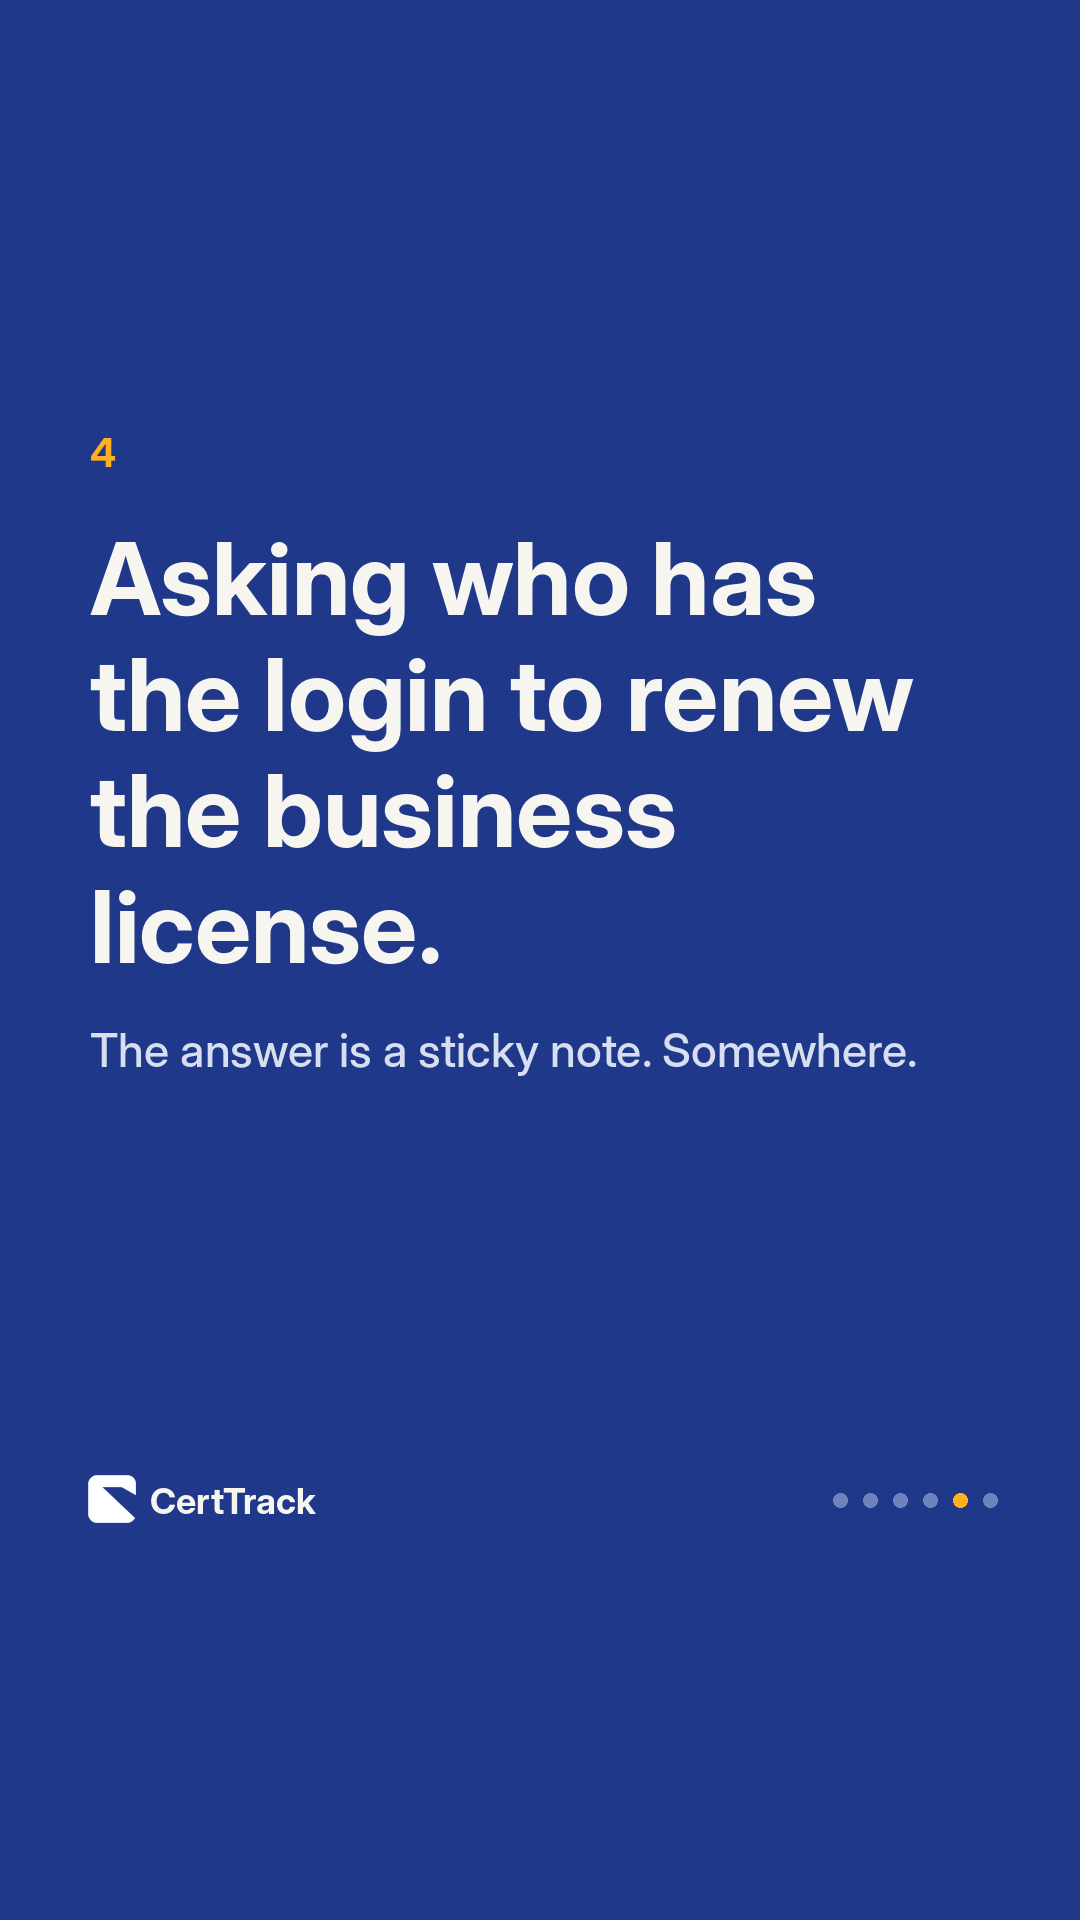 4
Asking who has
the login to renew
the business
license.
The answer is a sticky note. Somewhere.
CertTrack